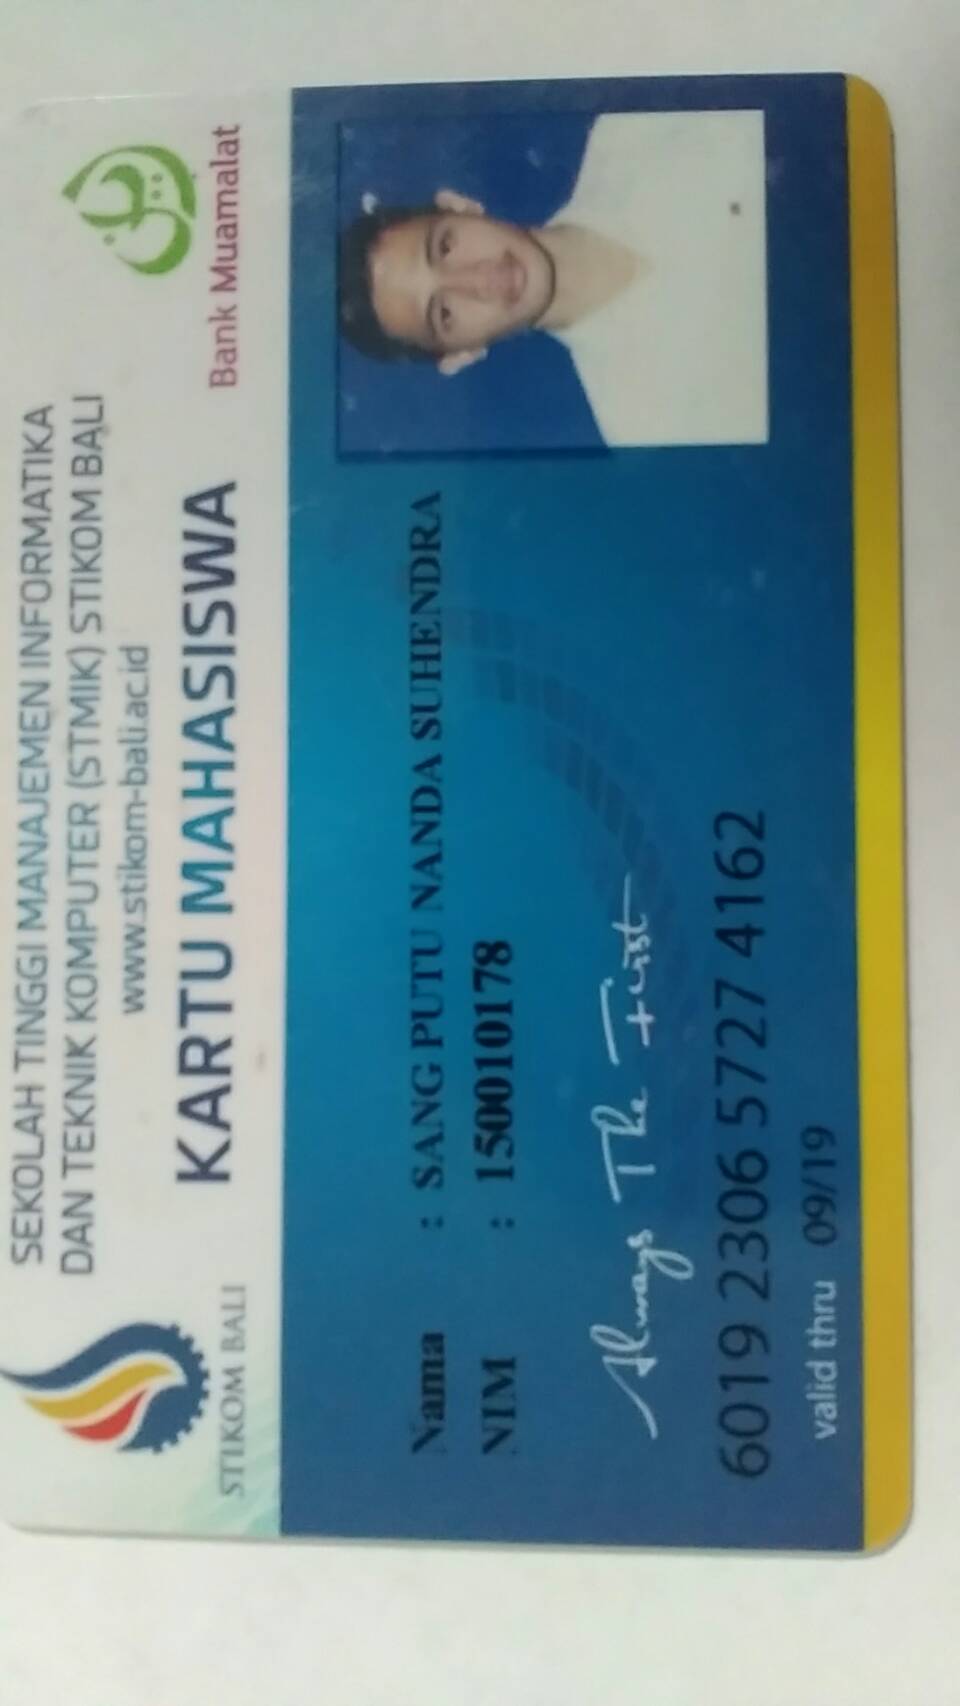 SEKOLAH TINGGI MANAJEMEN INFORMATIKA
DAN TEKNIK KOMPUTER (STMIK) STIKOM BALI
www.stikom-bali.ac.id
STIKOM BALI
KARTU MAHASISWA
Bank Muamalat
Nama : SANG PUTU NANDA SUHENDRA
NIM : 150010178
Always The First
6019 2306 5727 4162
valid thru 09/19